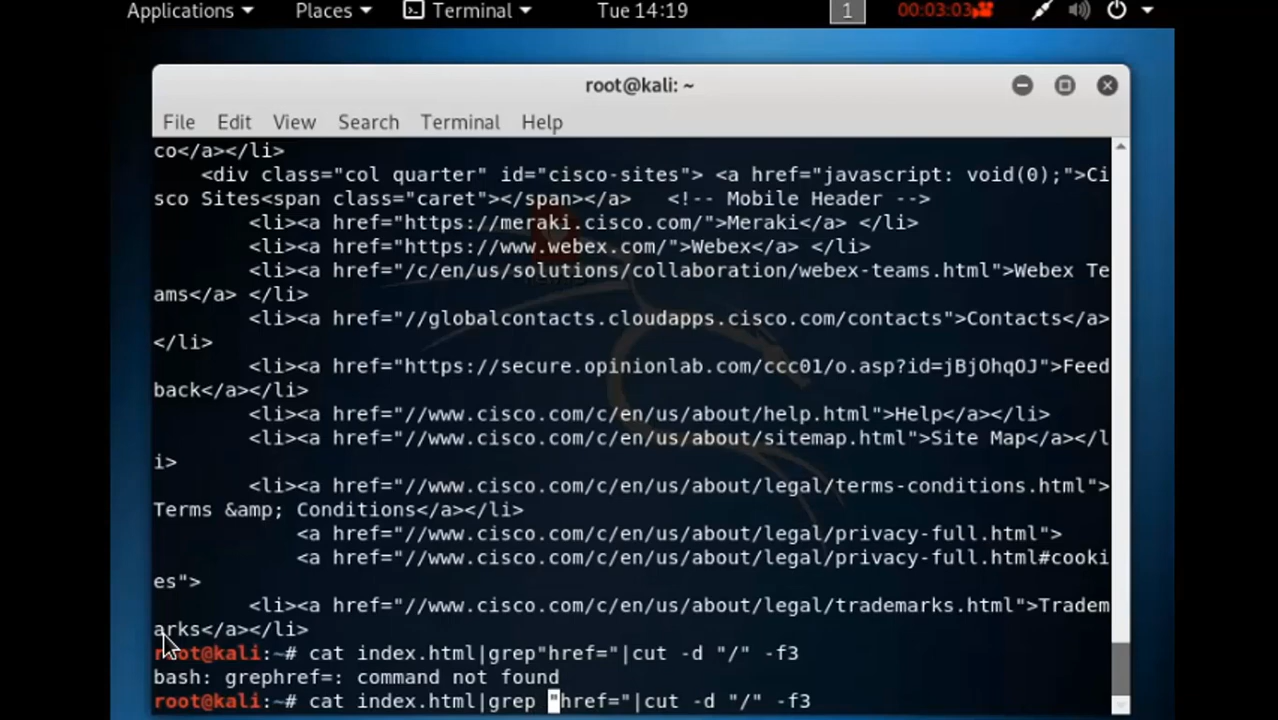 Applications Places Terminal Tue 14:19 1 00:03:03
root@kali: ~
File Edit View Search Terminal Help
co</a></li>
<div class="col quarter" id="cisco-sites"> <a href="javascript: void(0);">Ci
sco Sites<span class="caret"></span></a> <!-- Mobile Header -->
<li><a href="https://meraki.cisco.com/">Meraki</a> </li>
<li><a href="https://www.webex.com/">Webex</a> </li>
<li><a href="/c/en/us/solutions/collaboration/webex-teams.html">Webex Te
ams</a> </li>
<li><a href="//globalcontacts.cloudapps.cisco.com/contacts">Contacts</a>
</li>
<li><a href="https://secure.opinionlab.com/ccc01/o.asp?id=jBjOhqOJ">Feed
back</a></li>
<li><a href="//www.cisco.com/c/en/us/about/help.html">Help</a></li>
<li><a href="//www.cisco.com/c/en/us/about/sitemap.html">Site Map</a></l
i>
<li><a href="//www.cisco.com/c/en/us/about/legal/terms-conditions.html">
Terms &amp; Conditions</a></li>
<a href="//www.cisco.com/c/en/us/about/legal/privacy-full.html">
<a href="//www.cisco.com/c/en/us/about/legal/privacy-full.html#cooki
es">
<li><a href="//www.cisco.com/c/en/us/about/legal/trademarks.html">Tradem
arks</a></li>
root@kali:~# cat index.html|grep"href="|cut -d "/" -f3
bash: grephref=: command not found
root@kali:~# cat index.html|grep "href="|cut -d "/" -f3